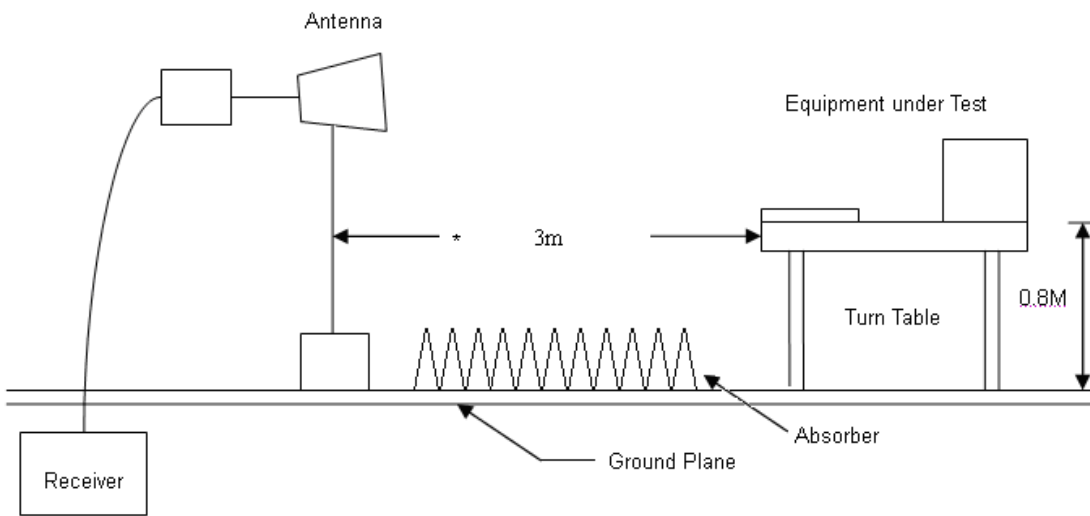 Antenna
Equipment under Test
* 3m
0.8M
Turn Table
Absorber
Ground Plane
Receiver